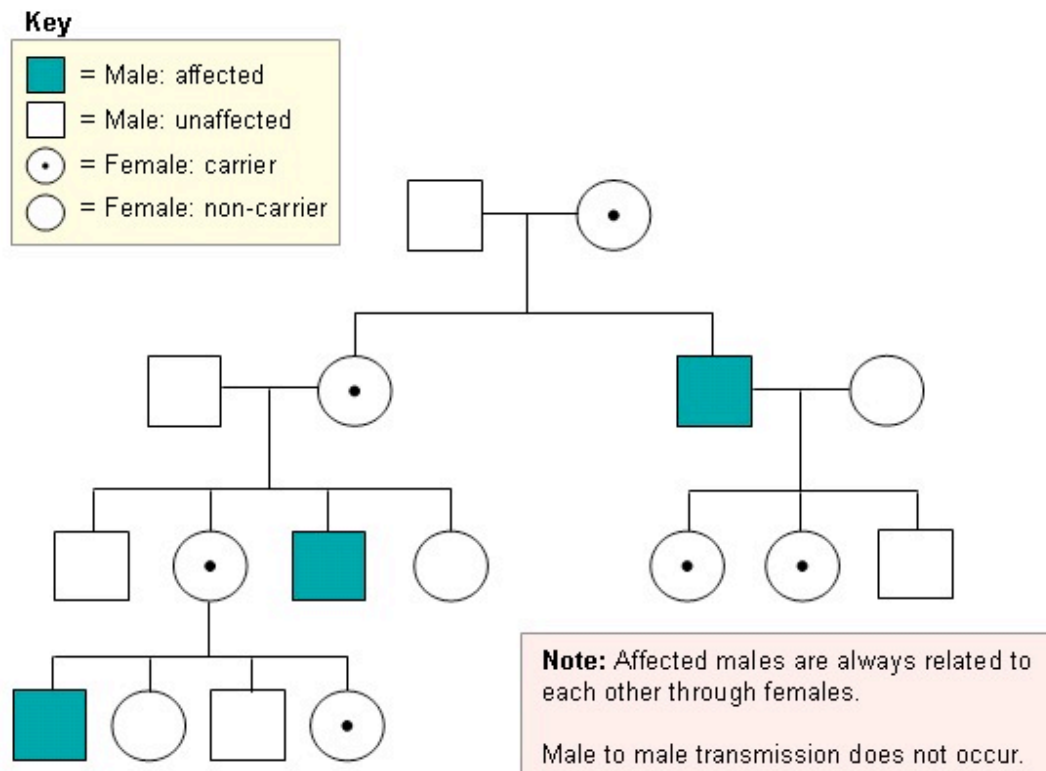 Key
= Male: affected
= Male: unaffected
= Female: carrier
= Female: non-carrier
Note: Affected males are always related to
each other through females.
Male to male transmission does not occur.